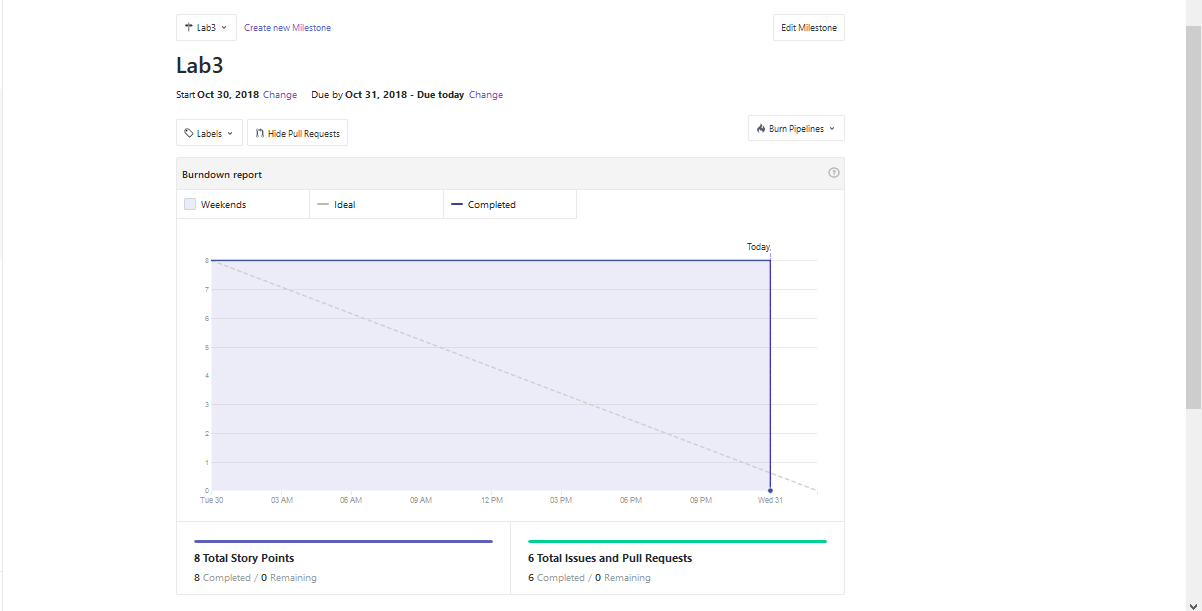 Lab3 Create new Milestone Edit Milestone
Lab3
Start Oct 30, 2018 Change Due by Oct 31, 2018 - Due today Change
Labels Hide Pull Requests Burn Pipelines
Burndown report
Weekends Ideal Completed
Today
8
7
6
5
4
3
2
1
0
Tue 30 03 AM 06 AM 09 AM 12 PM 03 PM 06 PM 09 PM Wed 31
8 Total Story Points
8 Completed / 0 Remaining
6 Total Issues and Pull Requests
6 Completed / 0 Remaining